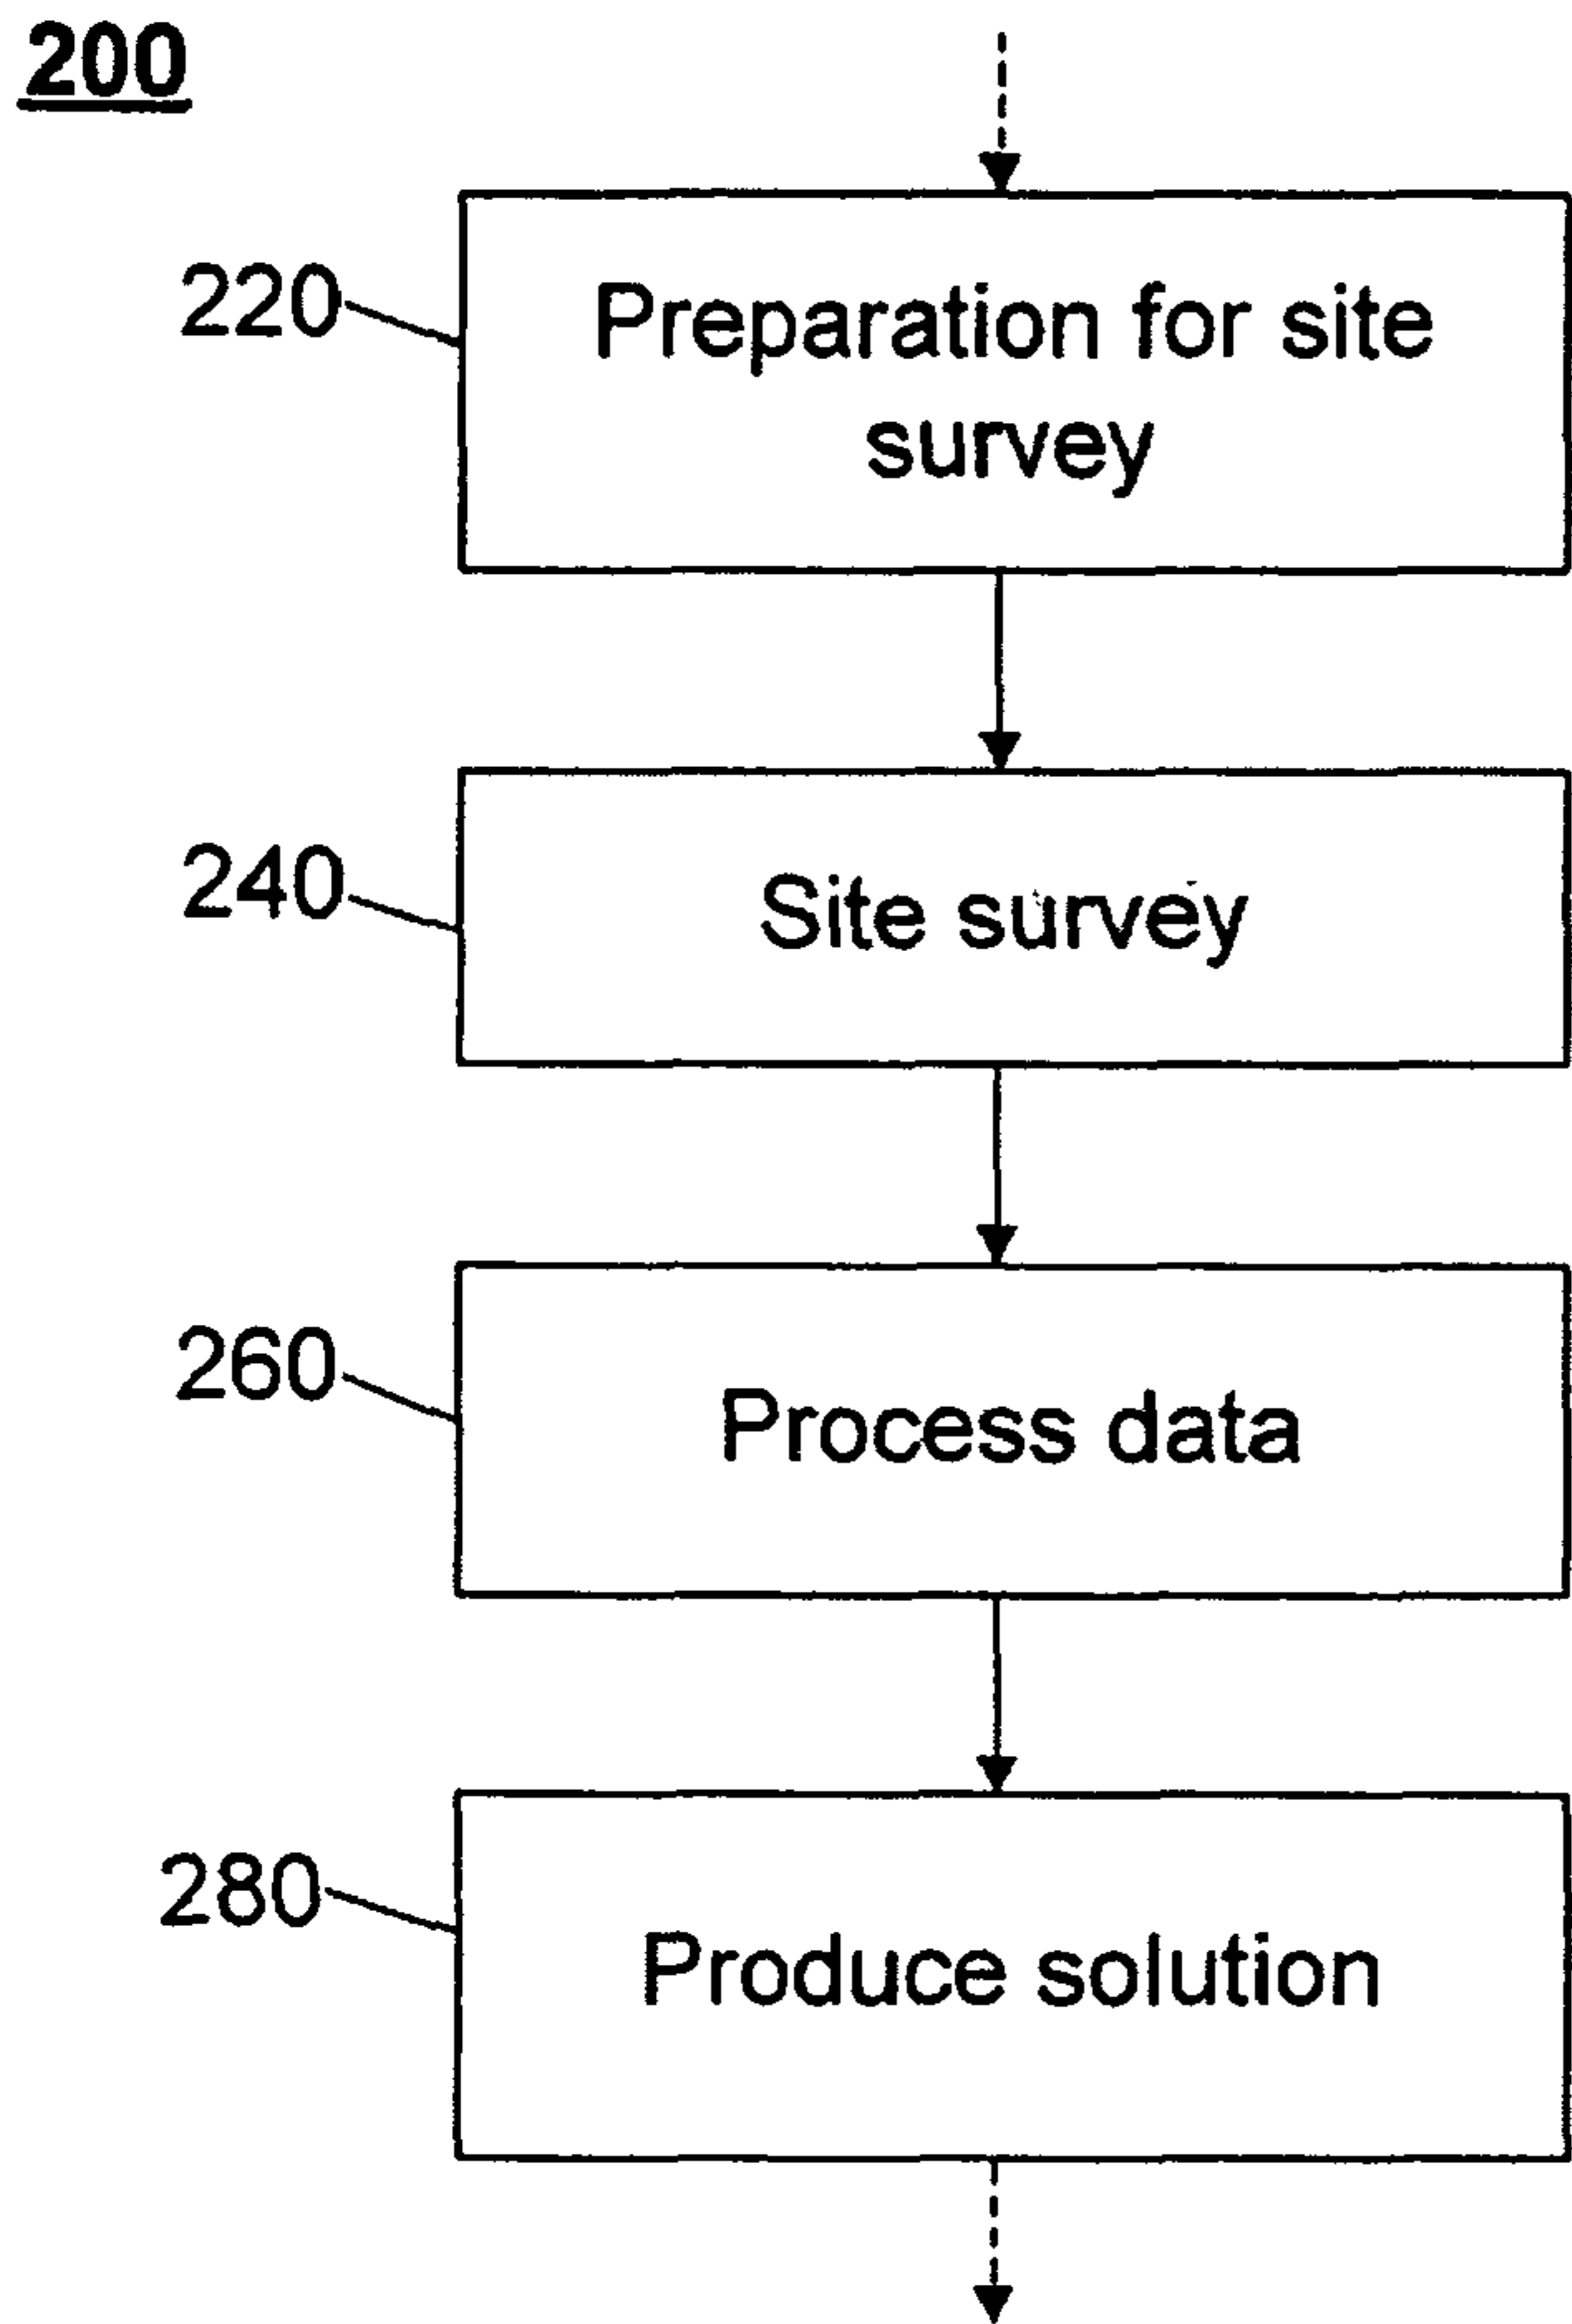 200
220
Preparation for site
survey
240
Site survey
260
Process data
280
Produce solution